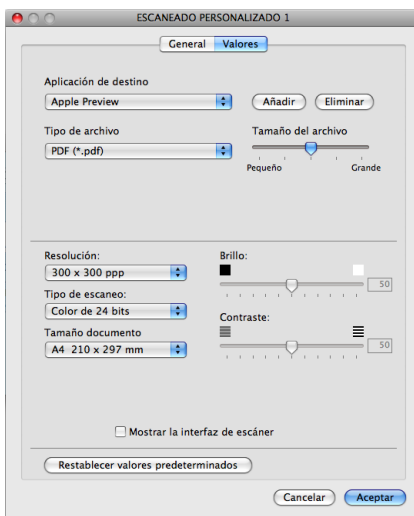 ESCANEADO PERSONALIZADO 1
General Valores
Aplicación de destino
Apple Preview Añadir Eliminar
Tipo de archivo Tamaño del archivo
PDF (*.pdf)
Pequeño Grande
Resolución: Brillo:
300 x 300 ppp
50
Tipo de escaneo:
Color de 24 bits
Contraste:
Tamaño documento
A4 210 x 297 mm 50
Mostrar la interfaz de escáner
Restablecer valores predeterminados
Cancelar Aceptar